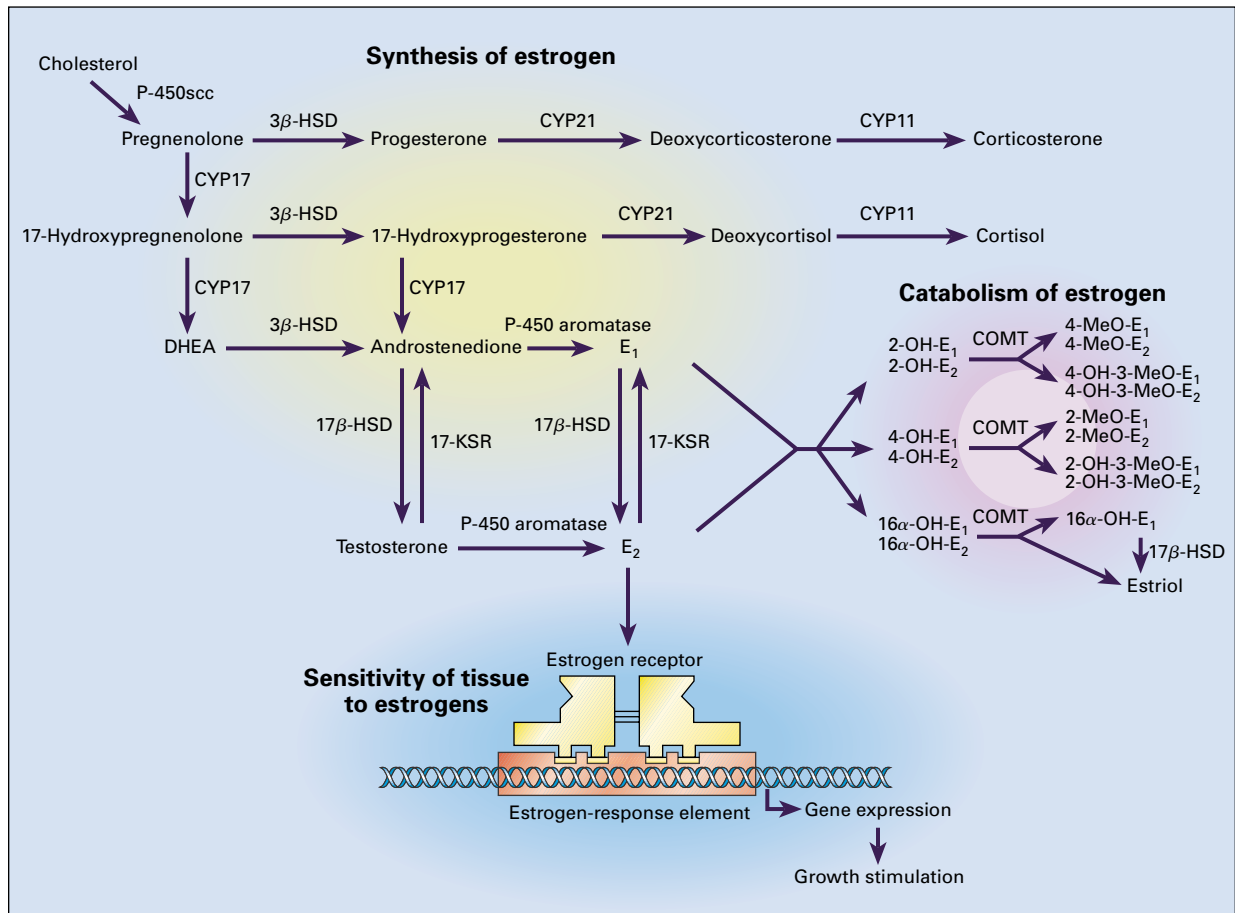 Synthesis of estrogen
Cholesterol
P-450scc
Pregnenolone
3β-HSD
Progesterone
CYP21
Deoxycorticosterone
CYP11
Corticosterone
CYP17
17-Hydroxypregnenolone
3β-HSD
17-Hydroxyprogesterone
CYP21
Deoxycortisol
CYP11
Cortisol
CYP17
CYP17
DHEA
3β-HSD
Androstenedione
P-450 aromatase
E₁
17β-HSD
17-KSR
17β-HSD
17-KSR
Testosterone
P-450 aromatase
E₂
Catabolism of estrogen
2-OH-E₁
2-OH-E₂
COMT
4-MeO-E₁
4-MeO-E₂
4-OH-3-MeO-E₁
4-OH-3-MeO-E₂
4-OH-E₁
4-OH-E₂
COMT
2-MeO-E₁
2-MeO-E₂
2-OH-3-MeO-E₁
2-OH-3-MeO-E₂
16α-OH-E₁
16α-OH-E₂
COMT
16α-OH-E₁
17β-HSD
Estriol
Sensitivity of tissue
to estrogens
Estrogen receptor
Estrogen-response element
Gene expression
Growth stimulation